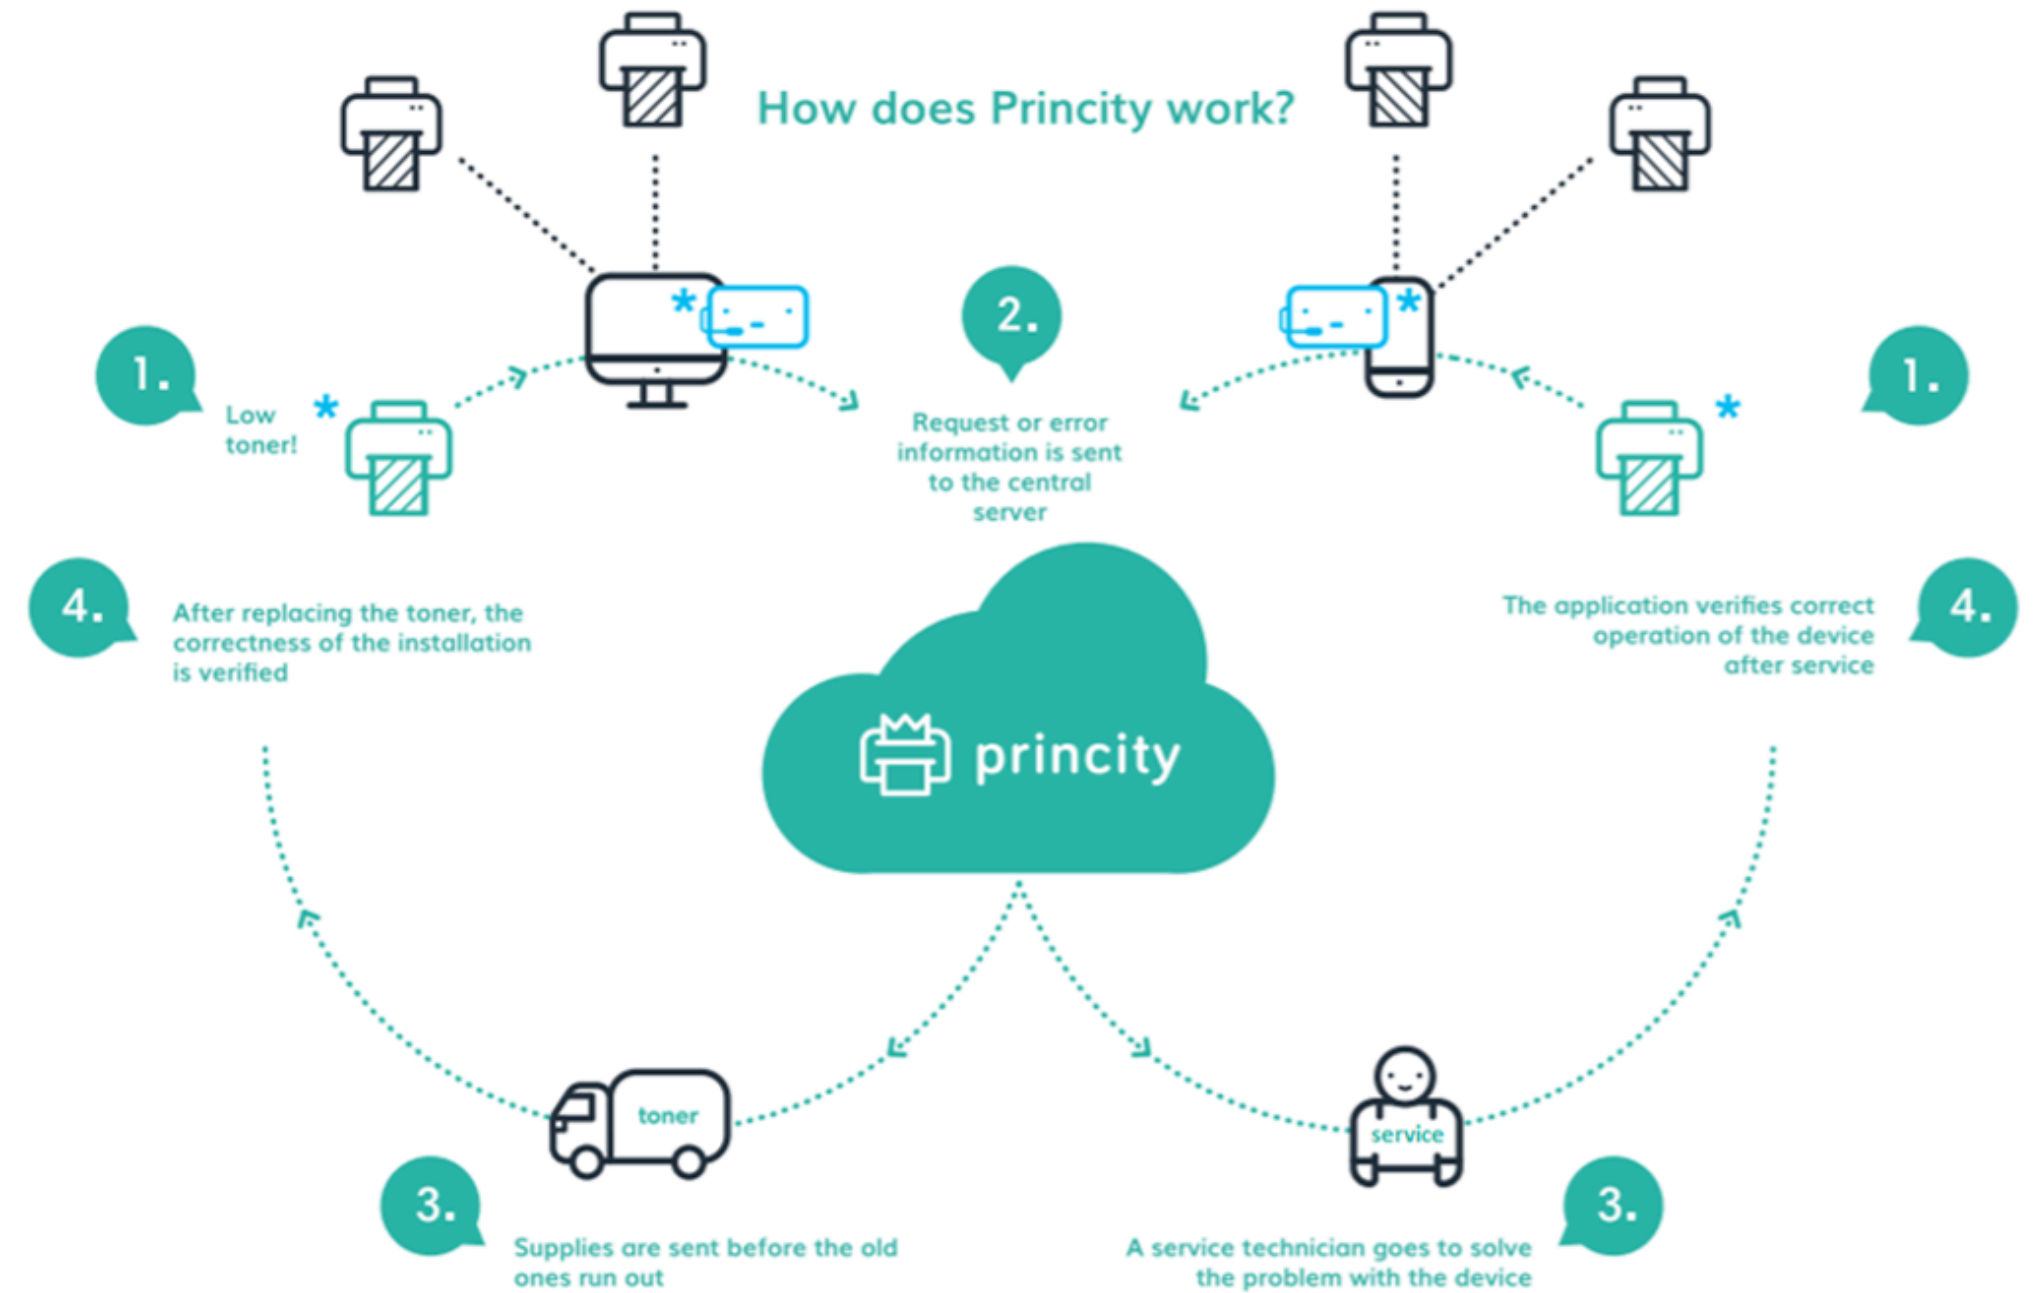 How does Princity work?
1.
Low
toner!
*
*
2.
Request or error
information is sent
to the central
server
*
*
1.
4.
After replacing the toner, the
correctness of the installation
is verified
The application verifies correct
operation of the device
after service
4.
princity
toner
3.
Supplies are sent before the old
ones run out
service
3.
A service technician goes to solve
the problem with the device